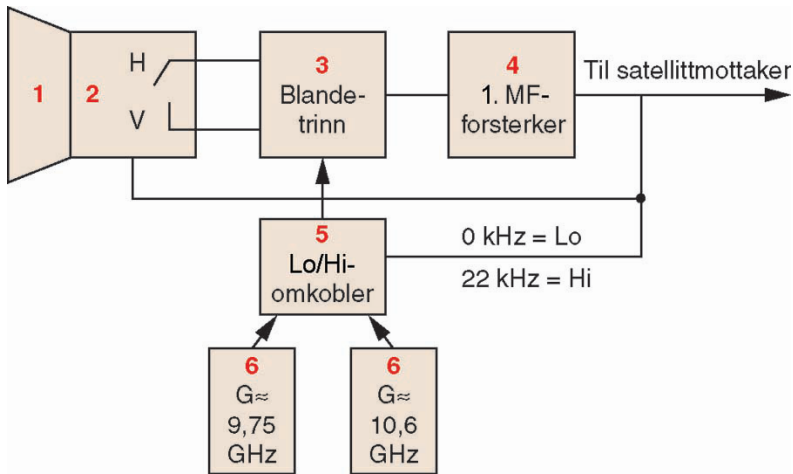 1
2
H
V
3
Blande-
trinn
4
1. MF-
forsterker
Til satellittmottaker
5
Lo/Hi-
omkobler
0 kHz = Lo
22 kHz = Hi
6
G≈
9,75
GHz
6
G≈
10,6
GHz